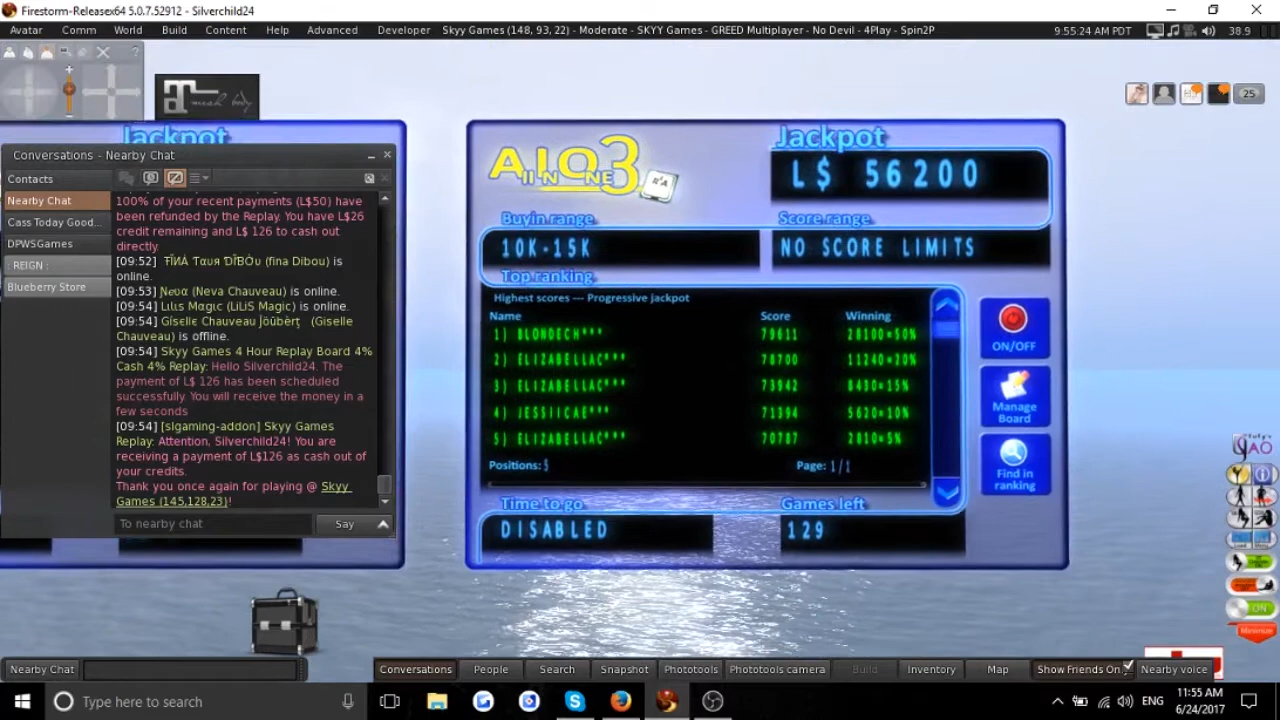 Firestorm-Releasex64 5.0.7.52912 - Silverchild24
Avatar Comm World Build Content Help Advanced Developer Skyy Games (148, 93, 22) - Moderate - SKYY Games - GREED Multiplayer - No Devil - 4Play - Spin2P 9:55:24 AM PDT 38.9
mesh body
25
Jackpot
Conversations - Nearby Chat
Contacts
Nearby Chat
Cass Today Good...
DPWSGames
: REIGN :
Blueberry Store
100% of your recent payments (L$50) have
been refunded by the Replay. You have L$26
credit remaining and L$ 126 to cash out
directly.
(fina Dibou) is
online.
[09:53] (Neva Chauveau) is online.
[09:54] (LiLiS Magic) is online.
[09:54] (Giselle
Chauveau) is offline.
[09:54] Skyy Games 4 Hour Replay Board 4%
Cash 4% Replay: Hello Silverchild24. The
payment of L$ 126 has been scheduled
successfully. You will receive the money in a
few seconds
[09:54] [slgaming-addon] Skyy Games
Replay: Attention, Silverchild24! You are
receiving a payment of L$126 as cash out of
your credits.
Thank you once again for playing @ Skyy
Games (145,128,23)!
To nearby chat
Say
ALL IN ONE 3
Jackpot
L$ 56200
Buyin range
Score range
10K-15K
NO SCORE LIMITS
Top ranking
Highest scores --- Progressive jackpot
Name Score Winning
1) BLONDECH*** 79611 28100=50%
2) ELIZABELLAC*** 78700 11240=20%
3) ELIZABELLAC*** 73942 8430=15%
4) JESSIICAE*** 71394 5620=10%
5) ELIZABELLAC*** 70787 2810=5%
Positions: 5 Page: 1/1
ON/OFF
Manage
Board
Find in
ranking
Time to go
Games left
DISABLED
129
AO
ON
Minimum
Nearby Chat
Conversations People Search Snapshot Phototools Phototools camera Build Inventory Map Show Friends On Nearby voice
Type here to search
ENG
11:55 AM
6/24/2017